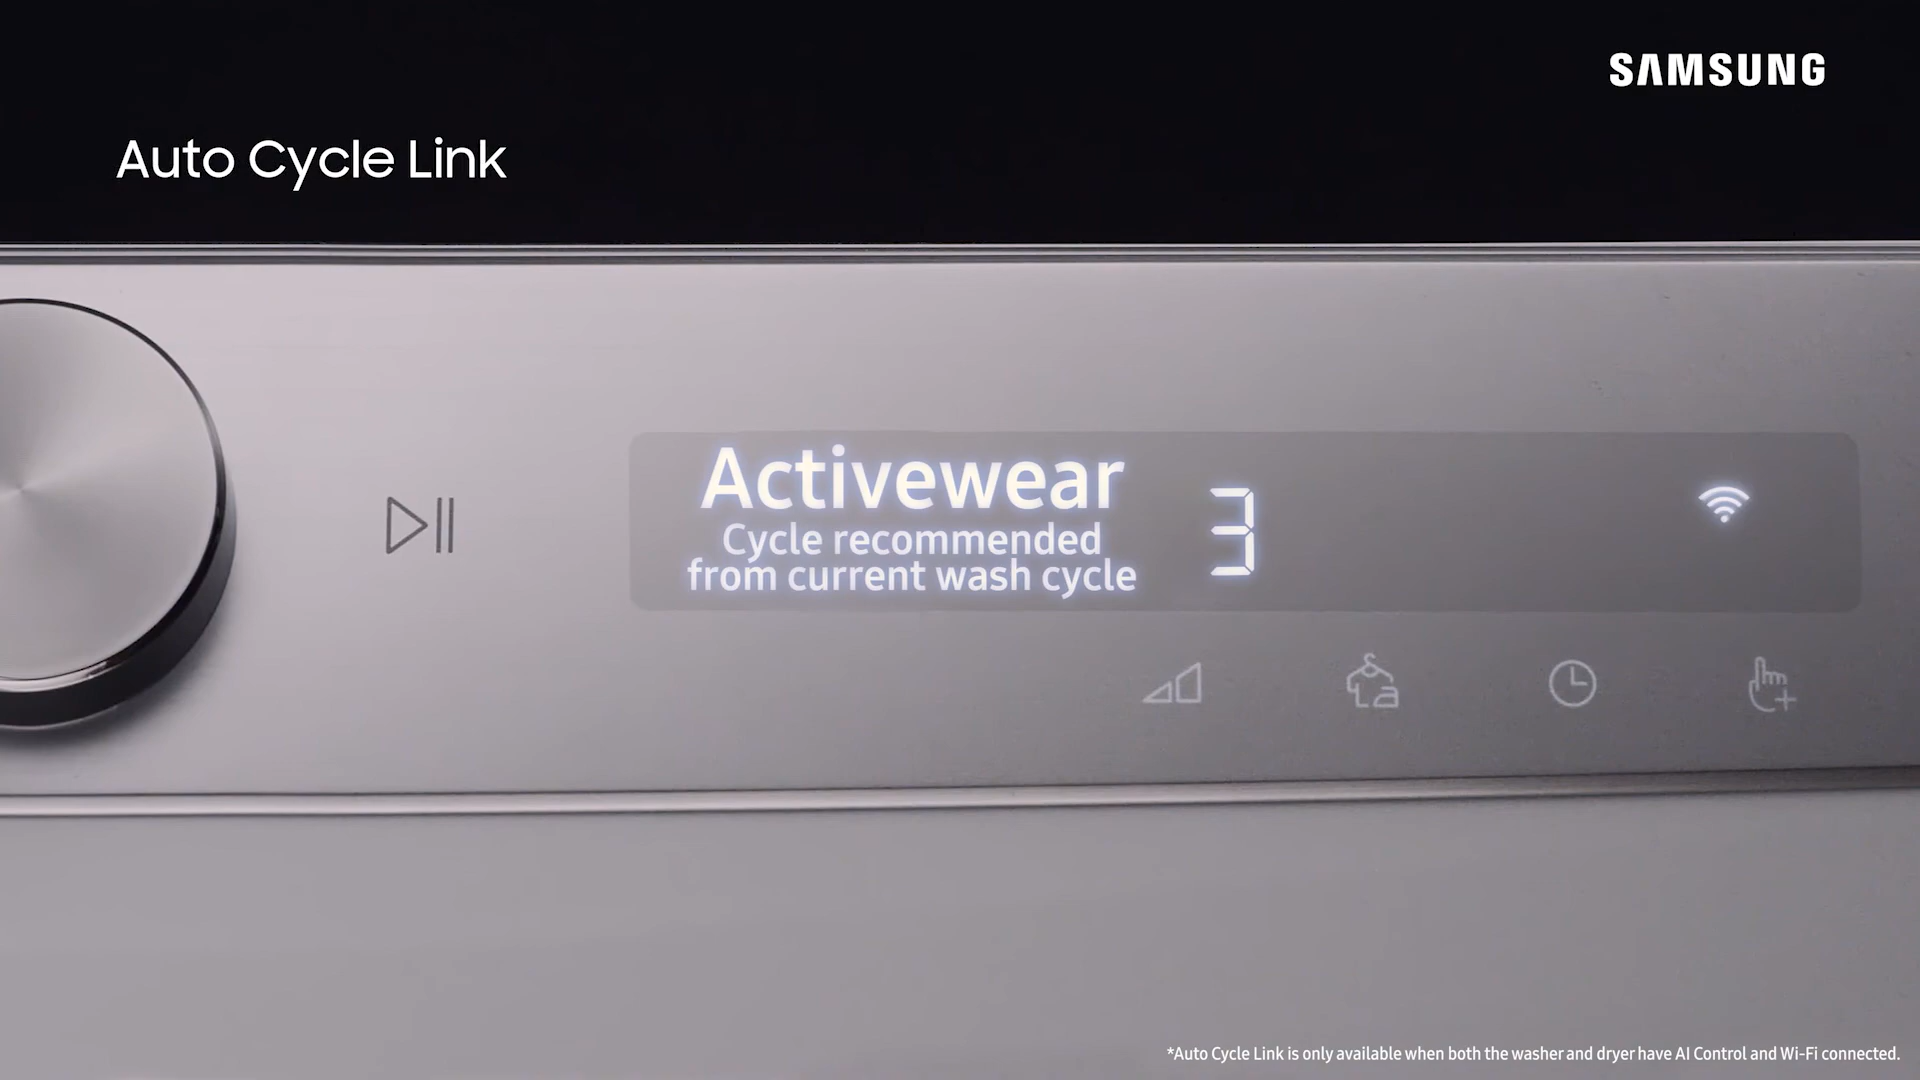 SAMSUNG
Auto Cycle Link
Activewear
Cycle recommended
from current wash cycle
3
*Auto Cycle Link is only available when both the washer and dryer have AI Control and Wi-Fi connected.